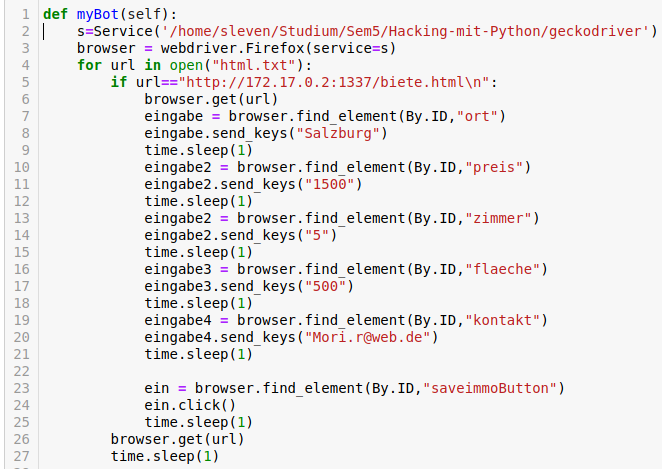 1 def myBot(self):
2     s=Service('/home/sleven/Studium/Sem5/Hacking-mit-Python/geckodriver')
3     browser = webdriver.Firefox(service=s)
4     for url in open("html.txt"):
5         if url=="http://172.17.0.2:1337/biete.html\n":
6             browser.get(url)
7             eingabe = browser.find_element(By.ID,"ort")
8             eingabe.send_keys("Salzburg")
9             time.sleep(1)
10             eingabe2 = browser.find_element(By.ID,"preis")
11             eingabe2.send_keys("1500")
12             time.sleep(1)
13             eingabe2 = browser.find_element(By.ID,"zimmer")
14             eingabe2.send_keys("5")
15             time.sleep(1)
16             eingabe3 = browser.find_element(By.ID,"flaeche")
17             eingabe3.send_keys("500")
18             time.sleep(1)
19             eingabe4 = browser.find_element(By.ID,"kontakt")
20             eingabe4.send_keys("Mori.r@web.de")
21             time.sleep(1)
22
23             ein = browser.find_element(By.ID,"saveimmoButton")
24             ein.click()
25             time.sleep(1)
26         browser.get(url)
27         time.sleep(1)